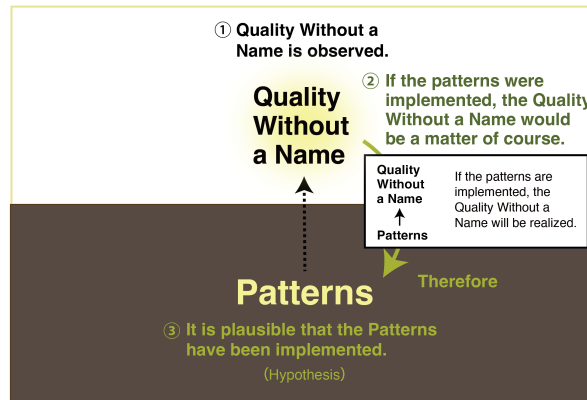 ① Quality Without a
Name is observed.
Quality
Without
a Name
② If the patterns were
implemented, the Quality
Without a Name would
be a matter of course.
Quality
Without
a Name
Patterns
If the patterns are
implemented, the
Quality Without a
Name will be realized.
Therefore
Patterns
③ It is plausible that the Patterns
have been implemented.
(Hypothesis)